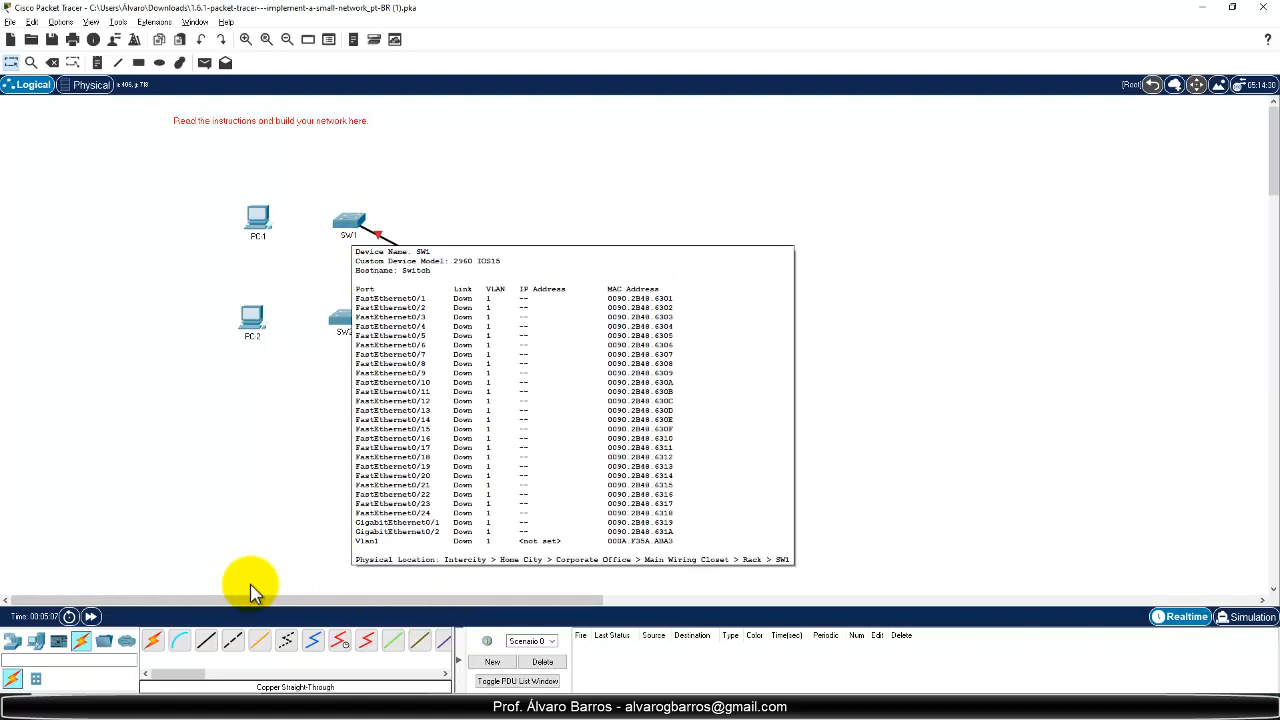 Cisco Packet Tracer - C:\Users\Álvaro\Downloads\1.6.1-packet-tracer---implement-a-small-network_pt-BR (1).pka
File Edit Options View Tools Extensions Window Help
?
Logical Physical x: 406, y: 718 [Root] 05:14:30
Read the instructions and build your network here.
PC-1 SW1
PC-2 SW2
Device Name: SW1
Custom Device Model: 2960 IOS15
Hostname: Switch
Port Link VLAN IP Address MAC Address
FastEthernet0/1 Down 1 -- 0090.2B48.6301
FastEthernet0/2 Down 1 -- 0090.2B48.6302
FastEthernet0/3 Down 1 -- 0090.2B48.6303
FastEthernet0/4 Down 1 -- 0090.2B48.6304
FastEthernet0/5 Down 1 -- 0090.2B48.6305
FastEthernet0/6 Down 1 -- 0090.2B48.6306
FastEthernet0/7 Down 1 -- 0090.2B48.6307
FastEthernet0/8 Down 1 -- 0090.2B48.6308
FastEthernet0/9 Down 1 -- 0090.2B48.6309
FastEthernet0/10 Down 1 -- 0090.2B48.630A
FastEthernet0/11 Down 1 -- 0090.2B48.630B
FastEthernet0/12 Down 1 -- 0090.2B48.630C
FastEthernet0/13 Down 1 -- 0090.2B48.630D
FastEthernet0/14 Down 1 -- 0090.2B48.630E
FastEthernet0/15 Down 1 -- 0090.2B48.630F
FastEthernet0/16 Down 1 -- 0090.2B48.6310
FastEthernet0/17 Down 1 -- 0090.2B48.6311
FastEthernet0/18 Down 1 -- 0090.2B48.6312
FastEthernet0/19 Down 1 -- 0090.2B48.6313
FastEthernet0/20 Down 1 -- 0090.2B48.6314
FastEthernet0/21 Down 1 -- 0090.2B48.6315
FastEthernet0/22 Down 1 -- 0090.2B48.6316
FastEthernet0/23 Down 1 -- 0090.2B48.6317
FastEthernet0/24 Down 1 -- 0090.2B48.6318
GigabitEthernet0/1 Down 1 -- 0090.2B48.6319
GigabitEthernet0/2 Down 1 -- 0090.2B48.631A
Vlan1 Down 1 <not set> 000A.F35A.ABA3
Physical Location: Intercity > Home City > Corporate Office > Main Wiring Closet > Rack > SW1
Time: 00:05:07 Realtime Simulation
Scenario 0 Fire Last Status Source Destination Type Color Time(sec) Periodic Num Edit Delete
New Delete
Toggle PDU List Window
Copper Straight-Through
Prof. Álvaro Barros - alvarogbarros@gmail.com